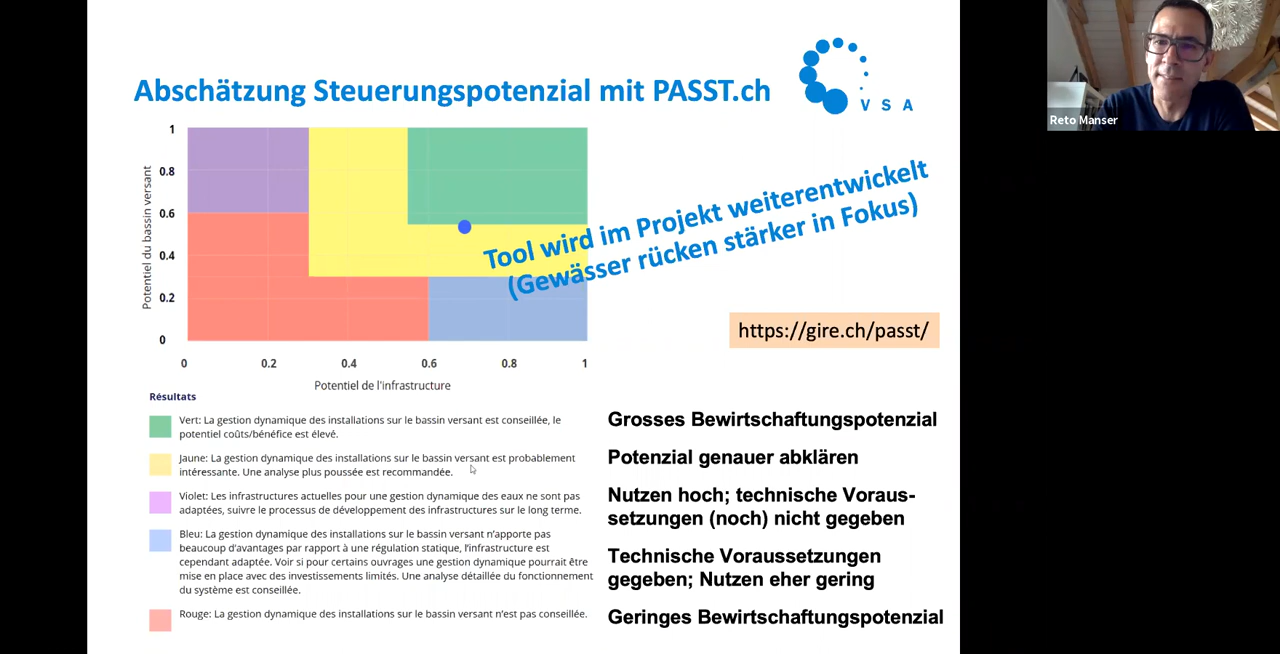 Abschätzung Steuerungspotenzial mit PASST.ch
V S A
Reto Manser
Potentiel du bassin versant
1
0.8
0.6
0.4
0.2
0
0
0.2
0.4
0.6
0.8
1
Potentiel de l'infrastructure
Tool wird im Projekt weiterentwickelt
(Gewässer rücken stärker in Fokus)
https://gire.ch/passt/
Résultats
Vert: La gestion dynamique des installations sur le bassin versant est conseillée, le
potentiel coûts/bénéfice est élevé.
Grosses Bewirtschaftungspotenzial
Jaune: La gestion dynamique des installations sur le bassin versant est probablement
intéressante. Une analyse plus poussée est recommandée.
Potenzial genauer abklären
Violet: Les infrastructures actuelles pour une gestion dynamique des eaux ne sont pas
adaptées, suivre le processus de développement des infrastructures sur le long terme.
Nutzen hoch; technische Voraus-
setzungen (noch) nicht gegeben
Bleu: La gestion dynamique des installations sur le bassin versant n'apporte pas
beaucoup d'avantages par rapport à une régulation statique, l'infrastructure est
cependant adaptée. Voir si pour certains ouvrages une gestion dynamique pourrait être
mise en place avec des investissements limités. Une analyse détaillée du fonctionnement
du système est conseillée.
Technische Voraussetzungen
gegeben; Nutzen eher gering
Rouge: La gestion dynamique des installations sur le bassin versant n'est pas conseillée.
Geringes Bewirtschaftungspotenzial